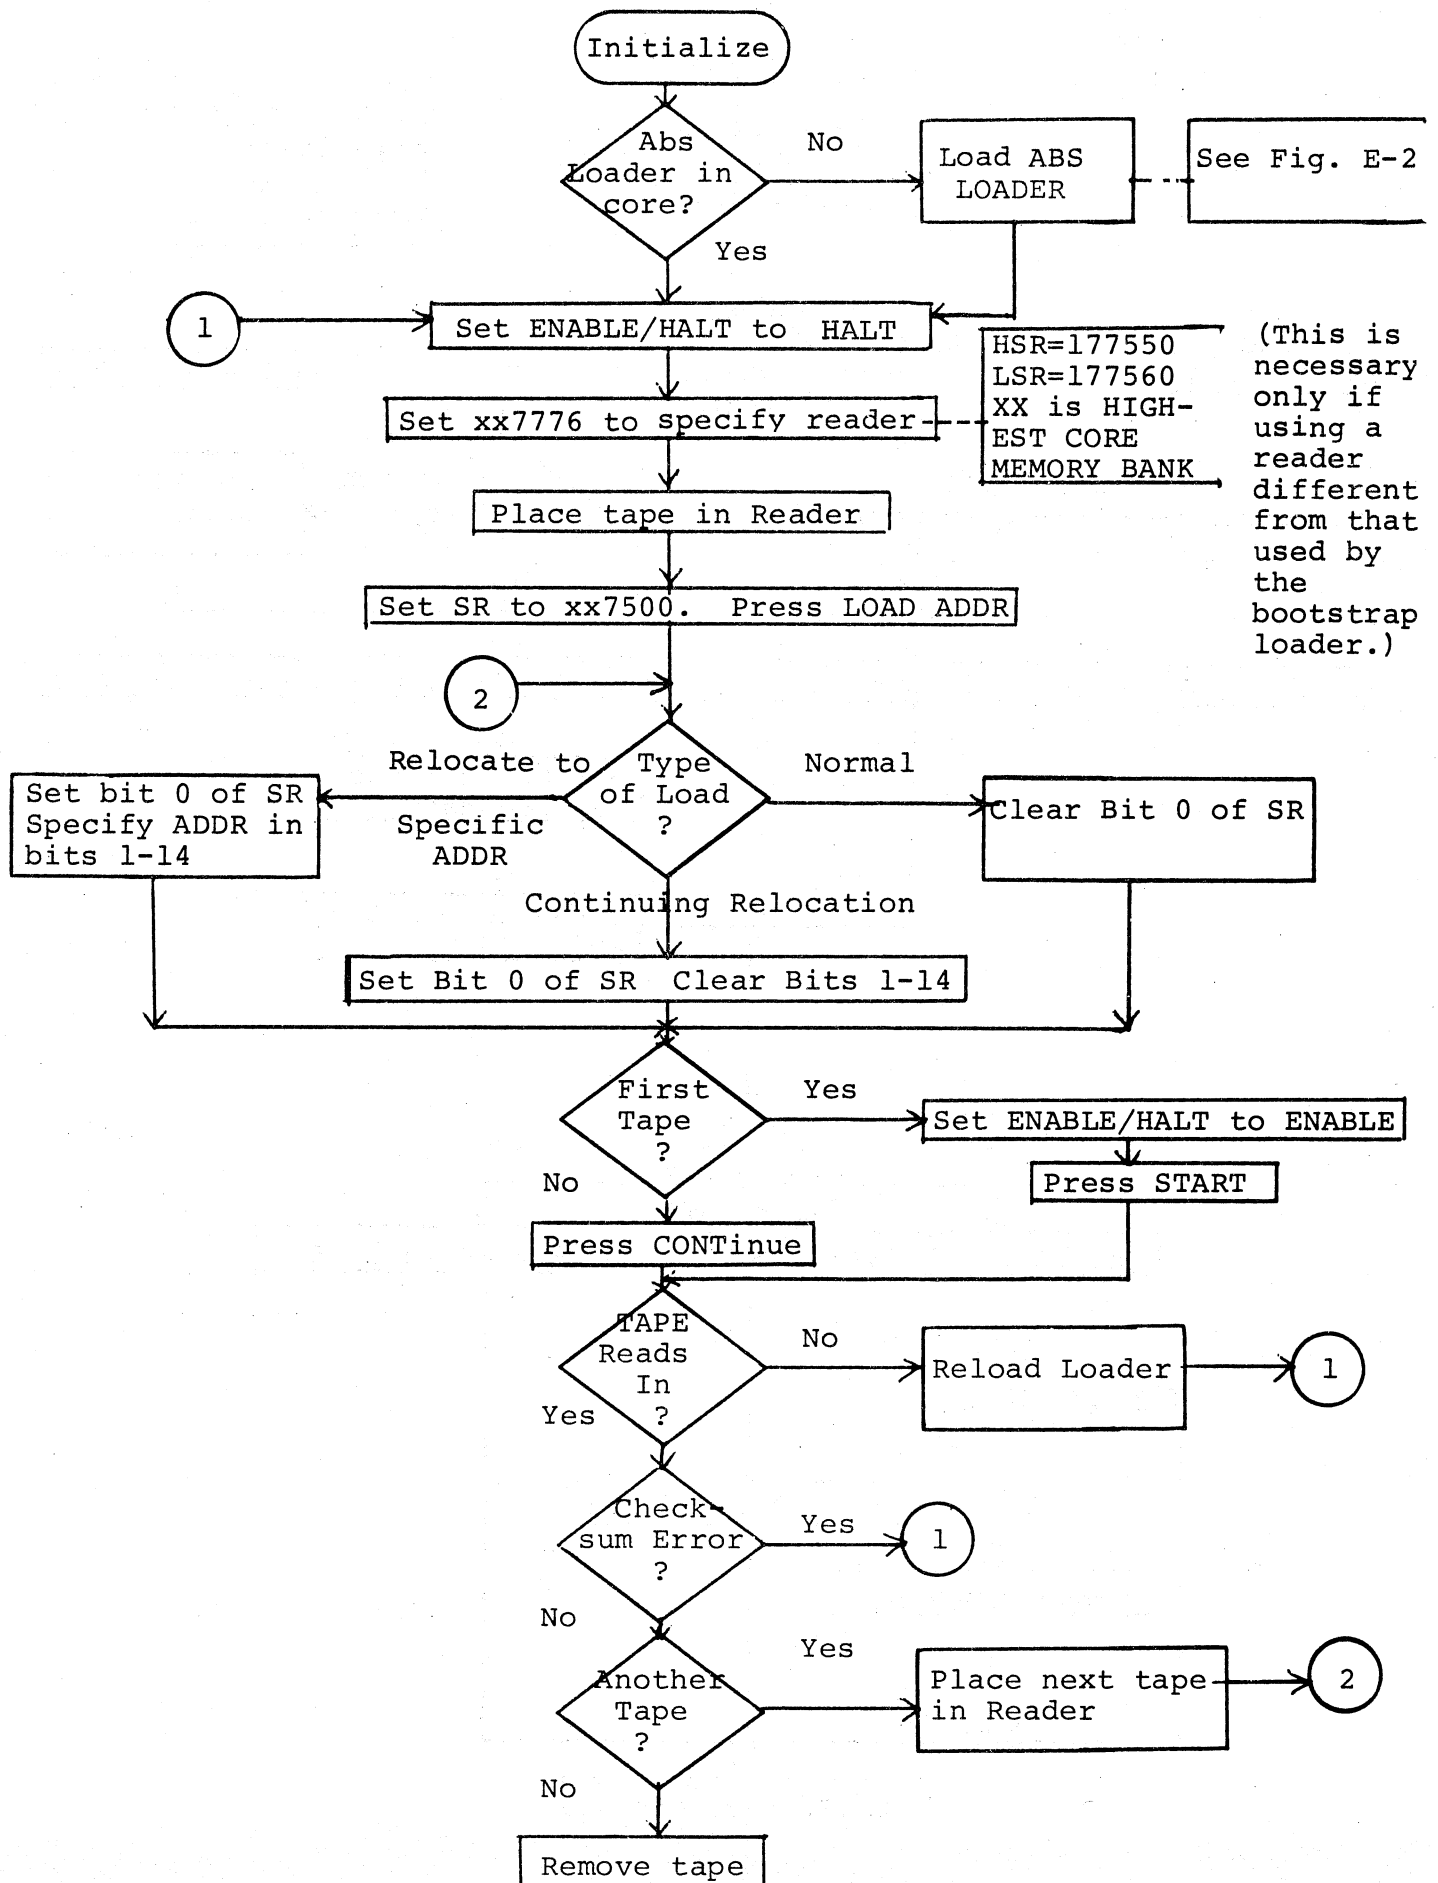 Initialize
Abs
Loader in
core?
No
Load ABS
LOADER
See Fig. E-2
Yes
1
Set ENABLE/HALT to HALT
HSR=177550
LSR=177560
XX is HIGH-
EST CORE
MEMORY BANK
(This is
necessary
only if
using a
reader
different
from that
used by
the
bootstrap
loader.)
Set xx7776 to specify reader
Place tape in Reader
Set SR to xx7500. Press LOAD ADDR
2
Relocate to
Specific
ADDR
Type
of Load
?
Normal
Set bit 0 of SR
Specify ADDR in
bits 1-14
Clear Bit 0 of SR
Continuing Relocation
Set Bit 0 of SR Clear Bits 1-14
First
Tape
?
Yes
Set ENABLE/HALT to ENABLE
Press START
No
Press CONTinue
TAPE
Reads
In
?
No
Reload Loader
1
Yes
Check-
sum Error
?
Yes
1
No
Another
Tape
?
Yes
Place next tape
in Reader
2
No
Remove tape